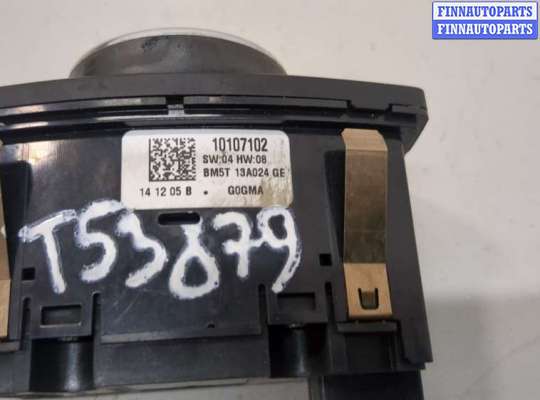 FINNAUTOPARTS
FINNAUTOPARTS
10107102
SW:04 HW:08
BM5T 13A024 GE
14 12 05 B . G0GMA
T53879